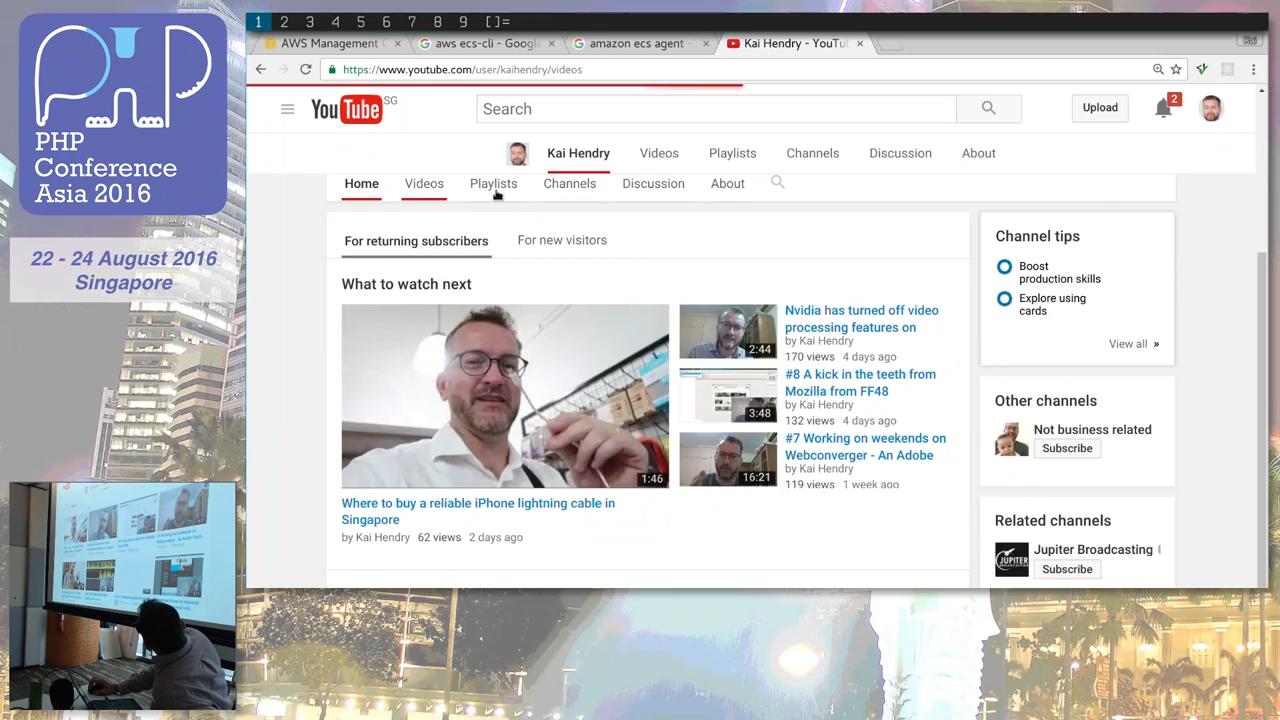 PHP
Conference
Asia 2016
22 - 24 August 2016
Singapore
1 2 3 4 5 6 7 8 9 []=
AWS Management C
aws ecs-cli - Google
amazon ecs agent -
Kai Hendry - YouTu
Kai
https://www.youtube.com/user/kaihendry/videos
YouTube SG
Search
Upload
2
Kai Hendry Videos Playlists Channels Discussion About
Home Videos Playlists Channels Discussion About
For returning subscribers For new visitors
What to watch next
1:46
Where to buy a reliable iPhone lightning cable in
Singapore
by Kai Hendry 62 views 2 days ago
2:44
Nvidia has turned off video
processing features on
by Kai Hendry
170 views 4 days ago
3:48
#8 A kick in the teeth from
Mozilla from FF48
by Kai Hendry
132 views 4 days ago
16:21
#7 Working on weekends on
Webconverger - An Adobe
by Kai Hendry
119 views 1 week ago
Channel tips
Boost
production skills
Explore using
cards
View all »
Other channels
Not business related
Subscribe
Related channels
JUPITER
BROADCASTING
Jupiter Broadcasting
Subscribe